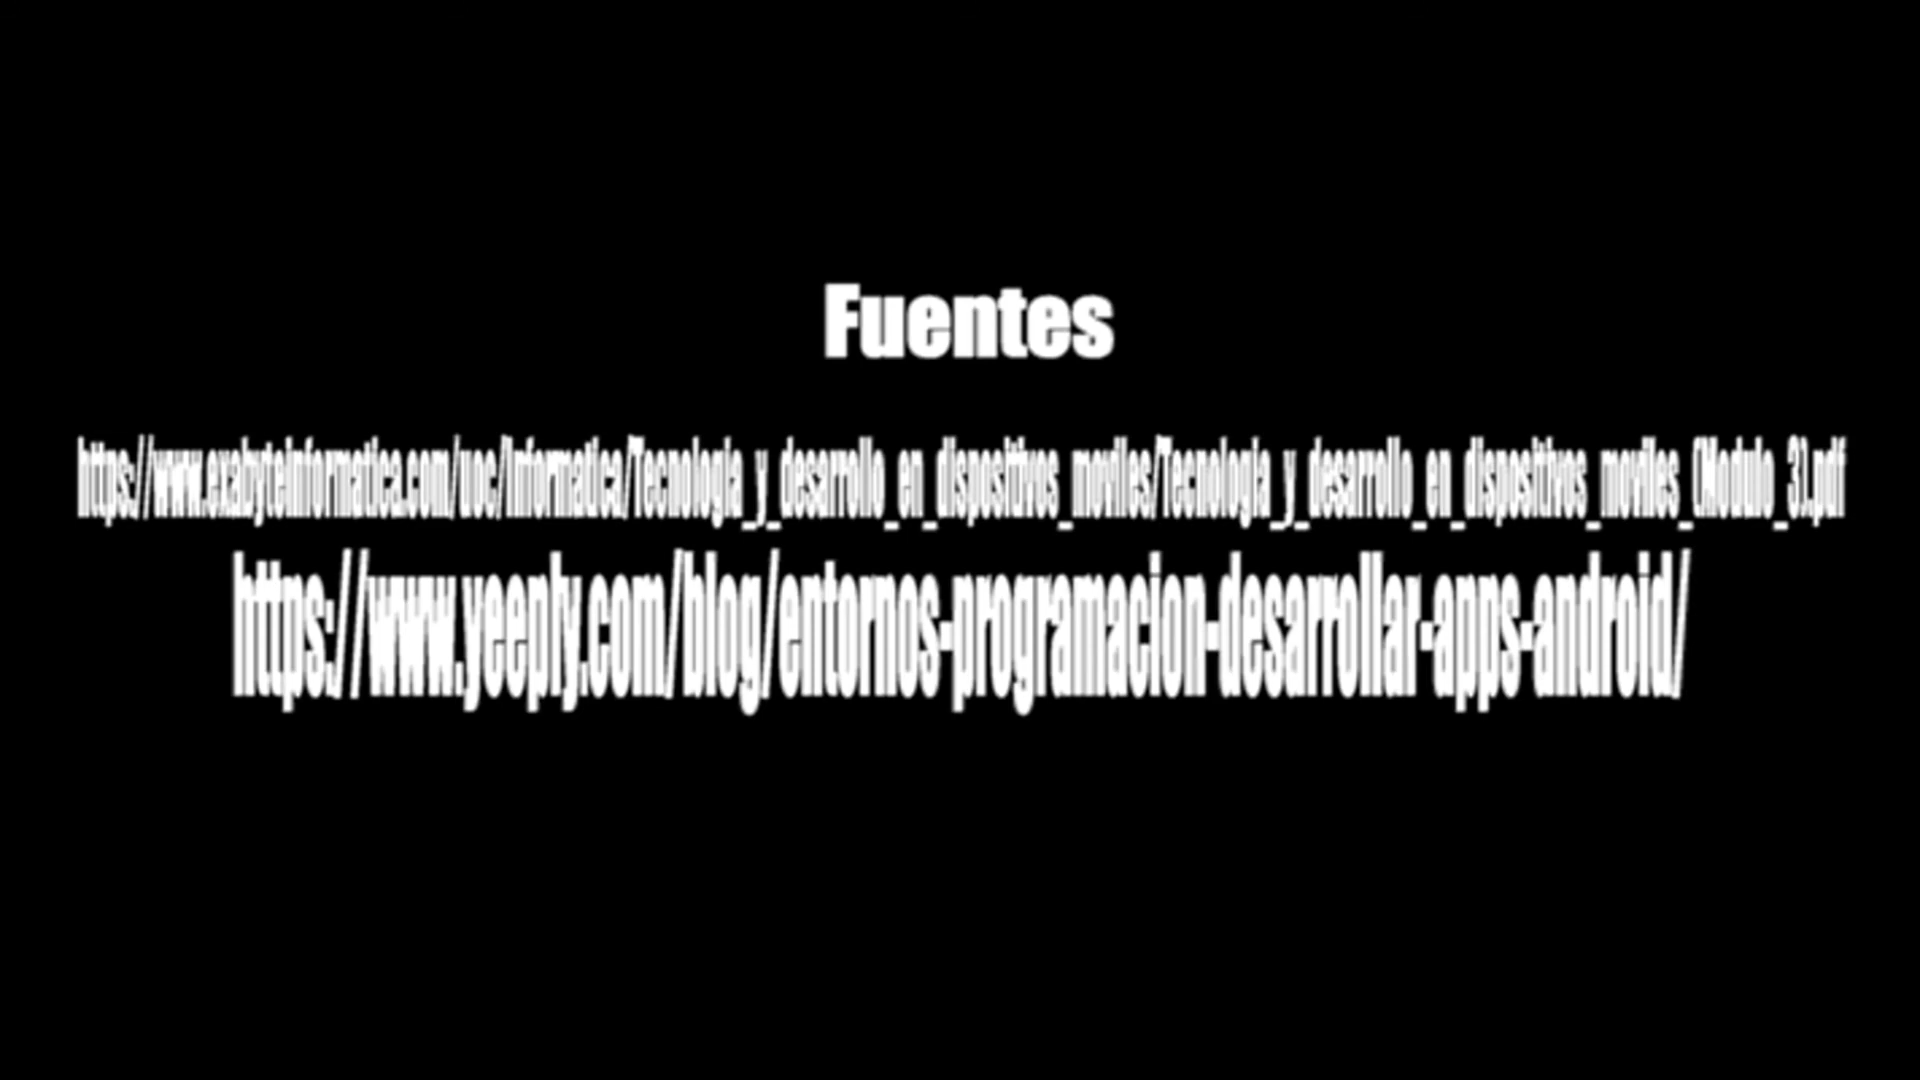 Fuentes
https://www.exabyteinformatica.com/uoc/Informatica/Tecnologia_y_desarrollo_en_dispositivos_moviles/Tecnologia_y_desarrollo_en_dispositivos_moviles_(Modulo_3).pdf
https://www.yeeply.com/blog/entornos-programacion-desarrollar-apps-android/